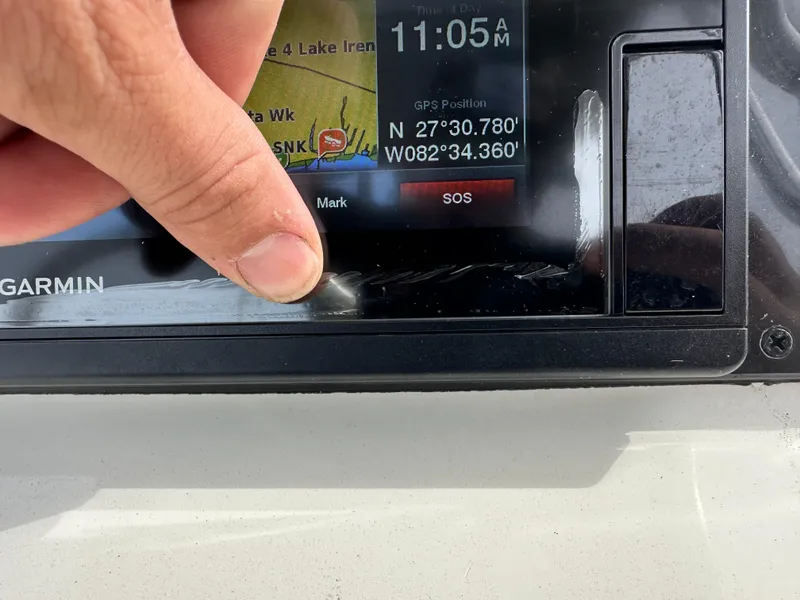 e 4 Lake Iren
ta Wk
SNK
Time of Day
11:05 AM
GPS Position
N 27°30.780'
W082°34.360'
Mark
SOS
GARMIN